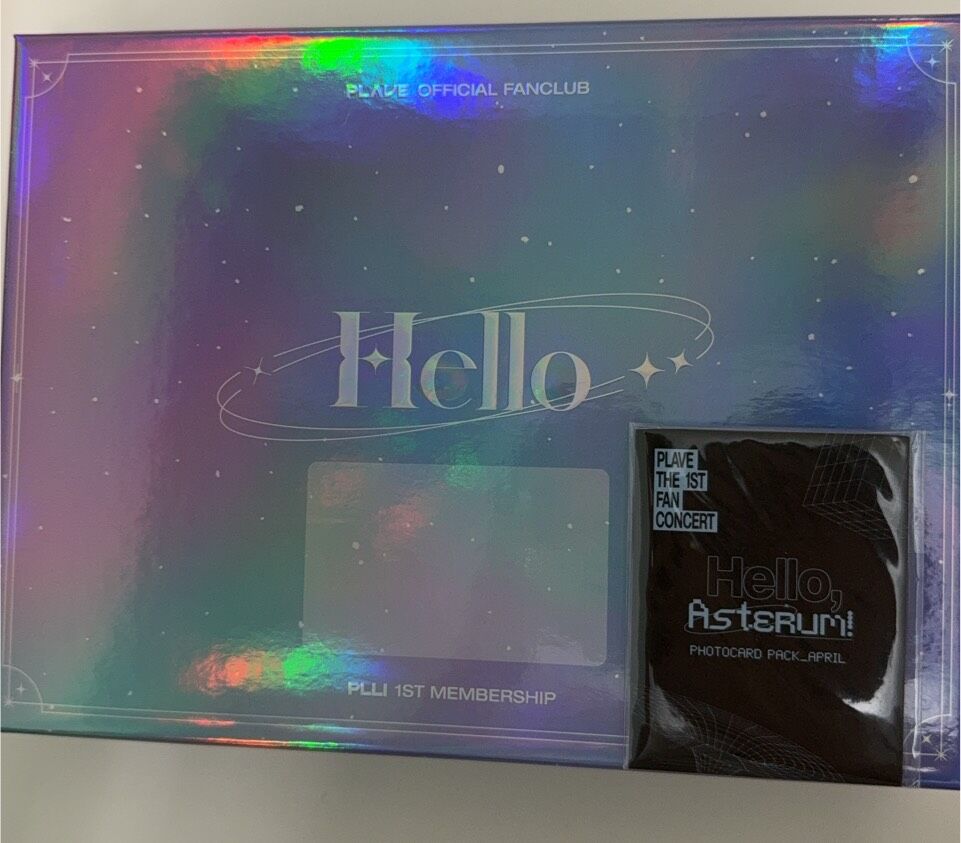 PLAVE OFFICIAL FANCLUB
Hello
PLLI 1ST MEMBERSHIP
PLAVE
THE 1ST
FAN
CONCERT
Hello,
Asterum!
PHOTOCARD PACK_APRIL